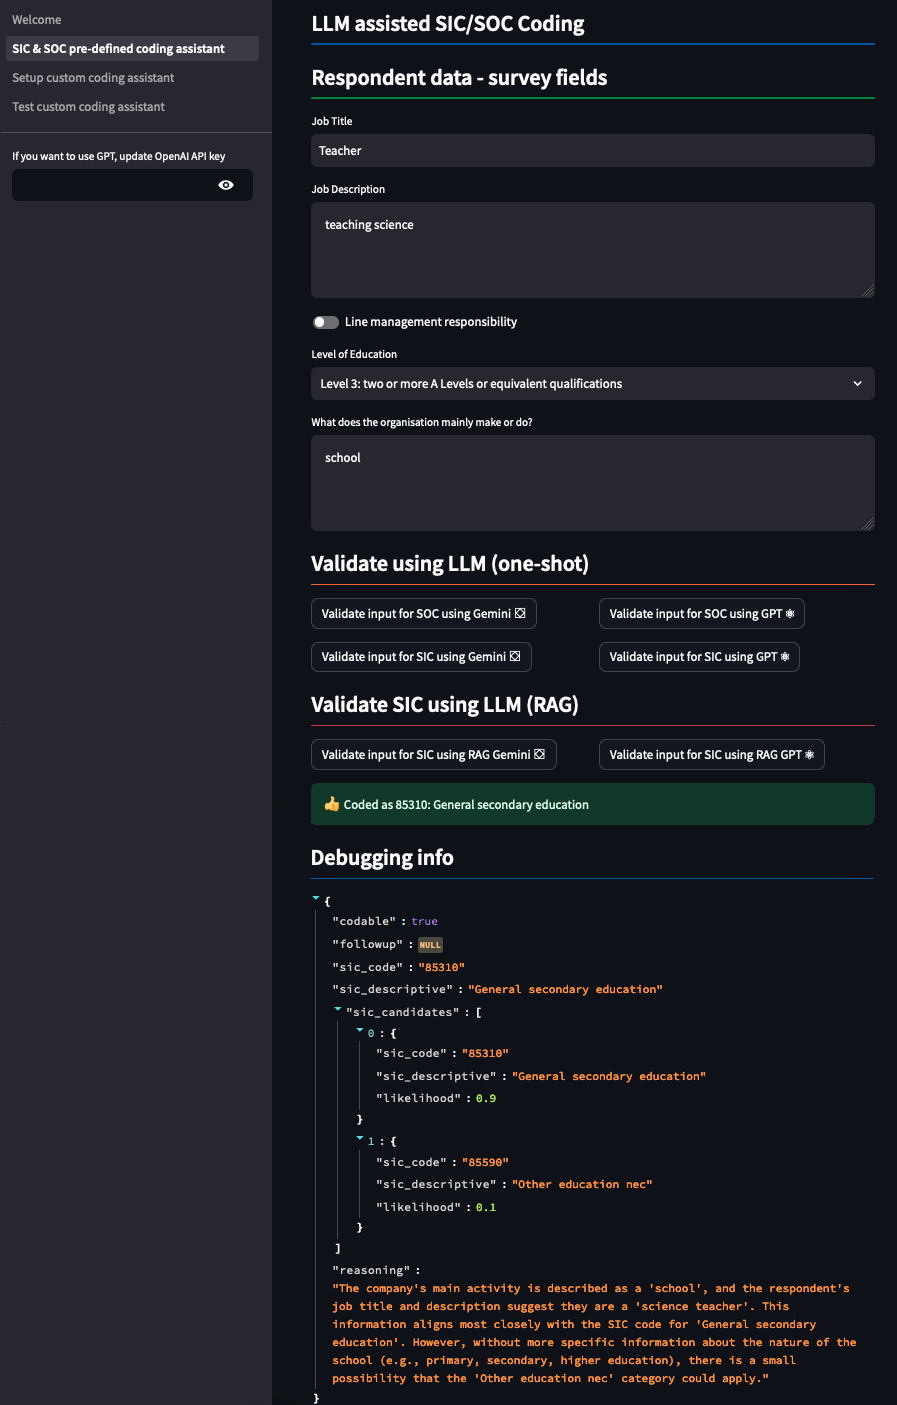 Welcome
SIC & SOC pre-defined coding assistant
Setup custom coding assistant
Test custom coding assistant
If you want to use GPT, update OpenAI API key
LLM assisted SIC/SOC Coding
Respondent data - survey fields
Job Title
Teacher
Job Description
teaching science
Line management responsibility
Level of Education
Level 3: two or more A Levels or equivalent qualifications
What does the organisation mainly make or do?
school
Validate using LLM (one-shot)
Validate input for SOC using Gemini
Validate input for SOC using GPT
Validate input for SIC using Gemini
Validate input for SIC using GPT
Validate SIC using LLM (RAG)
Validate input for SIC using RAG Gemini
Validate input for SIC using RAG GPT
👍 Coded as 85310: General secondary education
Debugging info
{
"codable" : true
"followup" : NULL
"sic_code" : "85310"
"sic_descriptive" : "General secondary education"
"sic_candidates" : [
0 : {
"sic_code" : "85310"
"sic_descriptive" : "General secondary education"
"likelihood" : 0.9
}
1 : {
"sic_code" : "85590"
"sic_descriptive" : "Other education nec"
"likelihood" : 0.1
}
]
"reasoning" :
"The company's main activity is described as a 'school', and the respondent's
job title and description suggest they are a 'science teacher'. This
information aligns most closely with the SIC code for 'General secondary
education'. However, without more specific information about the nature of the
school (e.g., primary, secondary, higher education), there is a small
possibility that the 'Other education nec' category could apply."
}